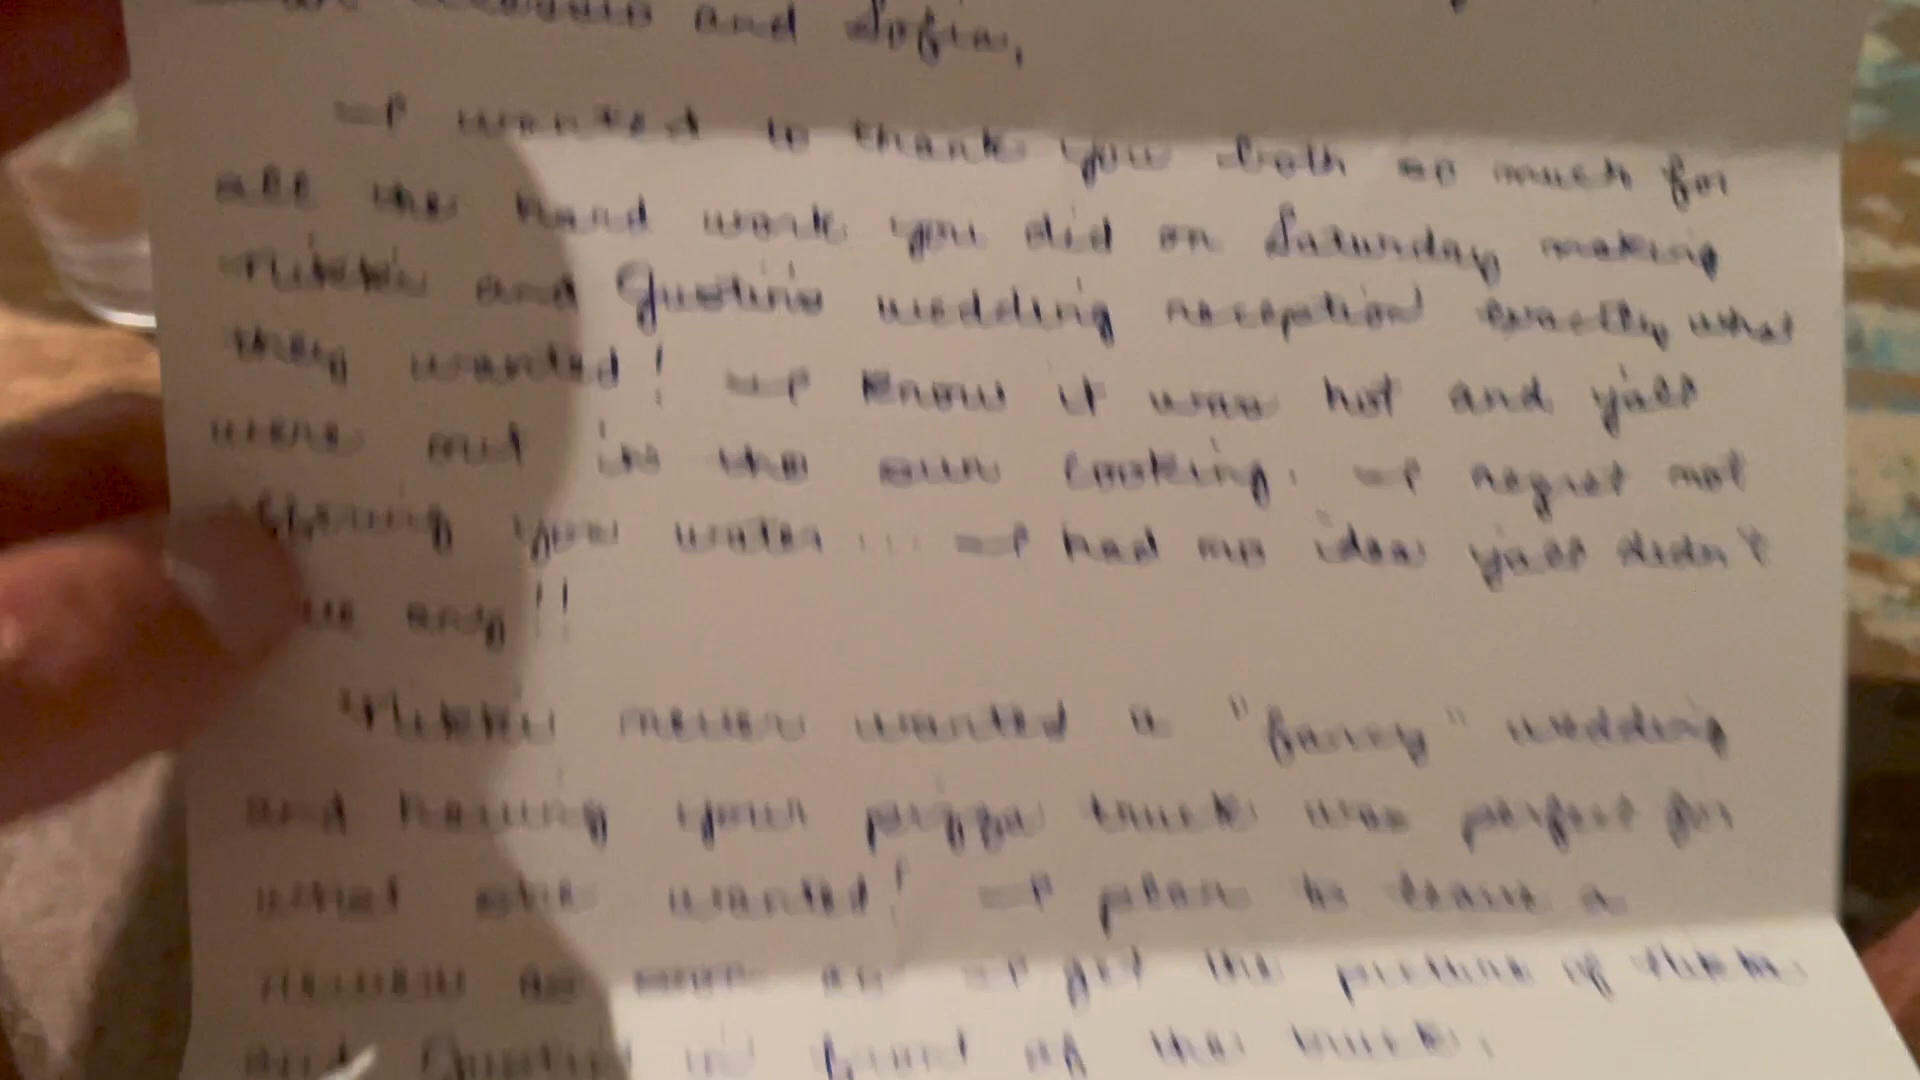 and Sofia,
I wanted to thank you both so much for
all the hard work you did on Saturday making
Nikki and Justin's wedding reception exactly what
they wanted! I know it was hot and y'all
were out in the sun cooking. I regret not
offering you water... I had no idea y'all didn't
any!!
Nikki never wanted a "fancy" wedding
and having your pizza truck was perfect for
what she wanted! I plan to leave a
review as soon as I get the picture of Nikki
and Justin in front of the truck.